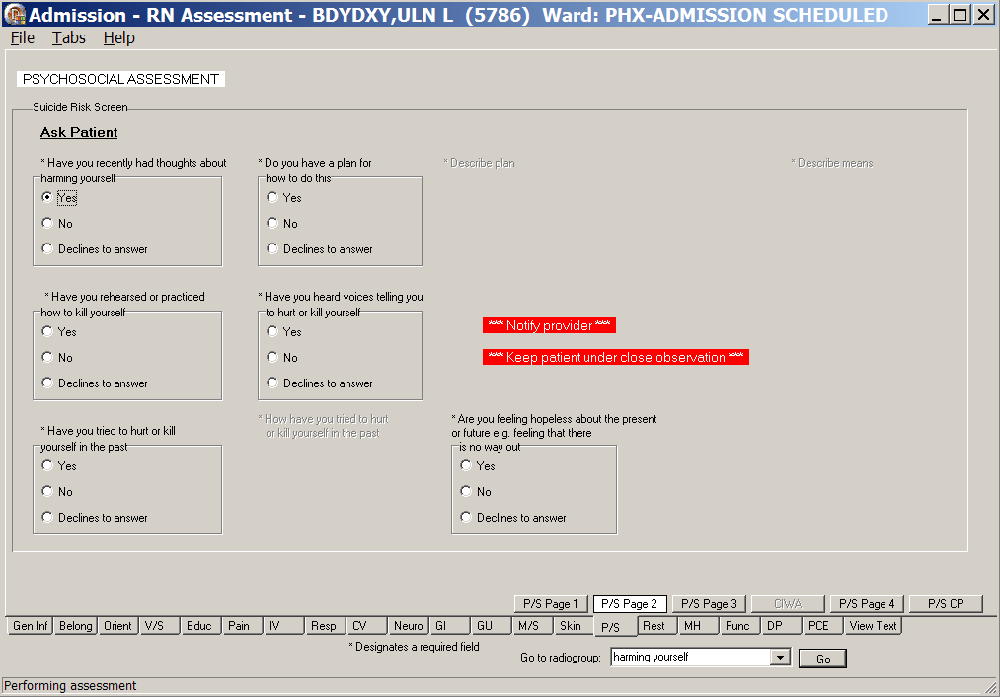 Admission - RN Assessment - BDYDXY,ULN L (5786) Ward: PHX-ADMISSION SCHEDULED
File Tabs Help
PSYCHOSOCIAL ASSESSMENT
Suicide Risk Screen
Ask Patient
* Have you recently had thoughts about
harming yourself
Yes
No
Declines to answer
* Do you have a plan for
how to do this
Yes
No
Declines to answer
* Describe plan
* Describe means
* Have you rehearsed or practiced
how to kill yourself
Yes
No
Declines to answer
* Have you heard voices telling you
to hurt or kill yourself
Yes
No
Declines to answer
*** Notify provider ***
*** Keep patient under close observation ***
* Have you tried to hurt or kill
yourself in the past
Yes
No
Declines to answer
* How have you tried to hurt
or kill yourself in the past
* Are you feeling hopeless about the present
or future e.g. feeling that there
is no way out
Yes
No
Declines to answer
P/S Page 1 P/S Page 2 P/S Page 3 CIWA P/S Page 4 P/S CP
Gen Inf Belong Orient V/S Educ Pain IV Resp CV Neuro GI GU M/S Skin P/S Rest MH Func DP PCE View Text
* Designates a required field
Go to radiogroup: harming yourself Go
Performing assessment